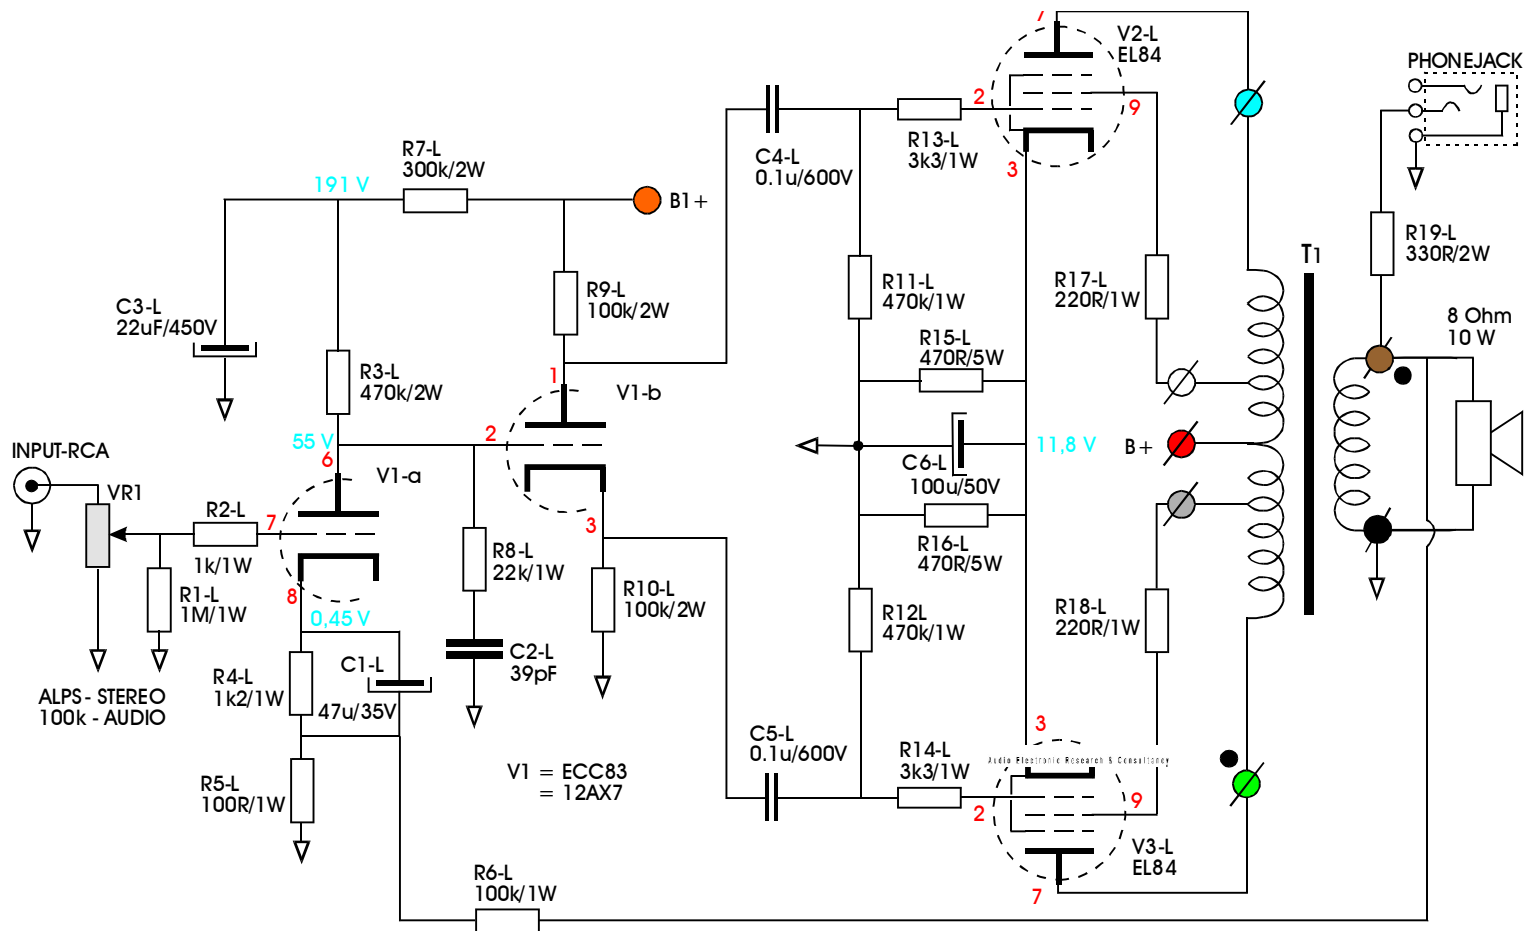 7
V2-L
EL84
PHONEJACK
2
9
R13-L
3k3/1W
3
C4-L
0.1u/600V
R7-L
300k/2W
191 V
B1+
R19-L
330R/2W
T1
R17-L
220R/1W
R11-L
470k/1W
R9-L
100k/2W
C3-L
22uF/450V
8 Ohm
10 W
R15-L
470R/5W
R3-L
470k/2W
1
V1-b
2
55 V
6
INPUT-RCA
V1-a
11,8 V
B+
C6-L
100u/50V
VR1
R2-L
7
1k/1W
3
R8-L
22k/1W
R16-L
470R/5W
8
R1-L
1M/1W
0,45 V
R10-L
100k/2W
R12L
470k/1W
R18-L
220R/1W
C2-L
39pF
C1-L
47u/35V
R4-L
1k2/1W
ALPS - STEREO
100k - AUDIO
3
C5-L
0.1u/600V
R14-L
3k3/1W
Audio Electronic Research & Consultancy
V1 = ECC83
= 12AX7
R5-L
100R/1W
2
9
V3-L
EL84
7
R6-L
100k/1W